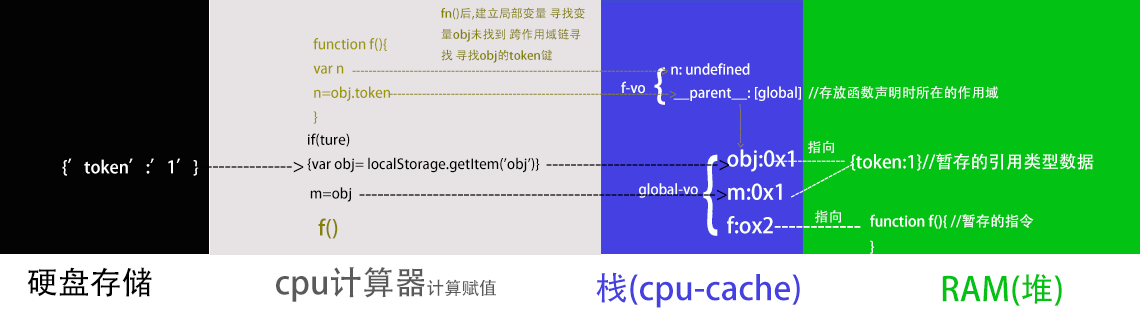 fn()后,建立局部变量 寻找变
量obj未找到 跨作用域链寻
找 寻找obj的token键
function f(){
var n
n=obj.token
}
if(ture)
{var obj= localStorage.getItem('obj')}
m=obj
f()
{′ token′ :′ 1′ }
f-vo
{
n: undefined
__parent__: [global] //存放函数声明时所在的作用域
global-vo
{
obj:0x1
m:0x1
f:ox2
指向
{token:1}//暂存的引用类型数据
指向
function f(){ //暂存的指令
}
硬盘存储
cpu计算器计算赋值
栈(cpu-cache)
RAM(堆)